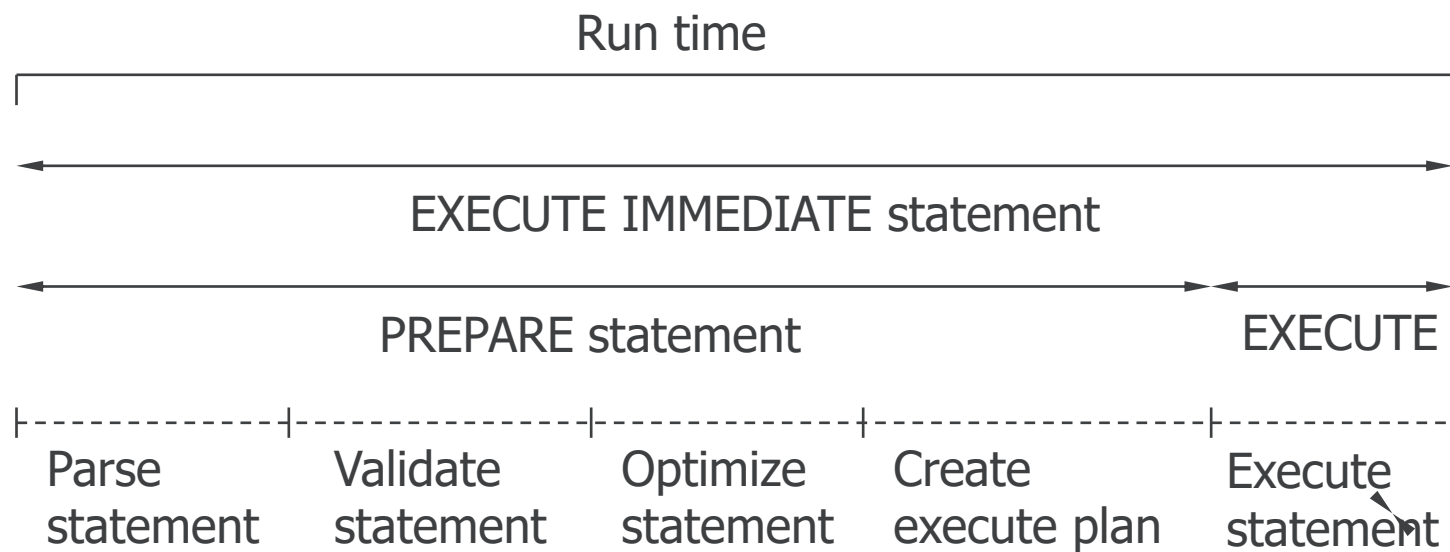 Run time
EXECUTE IMMEDIATE statement
PREPARE statement
EXECUTE
Parse
statement
Validate
statement
Optimize
statement
Create
execute plan
Execute
statement